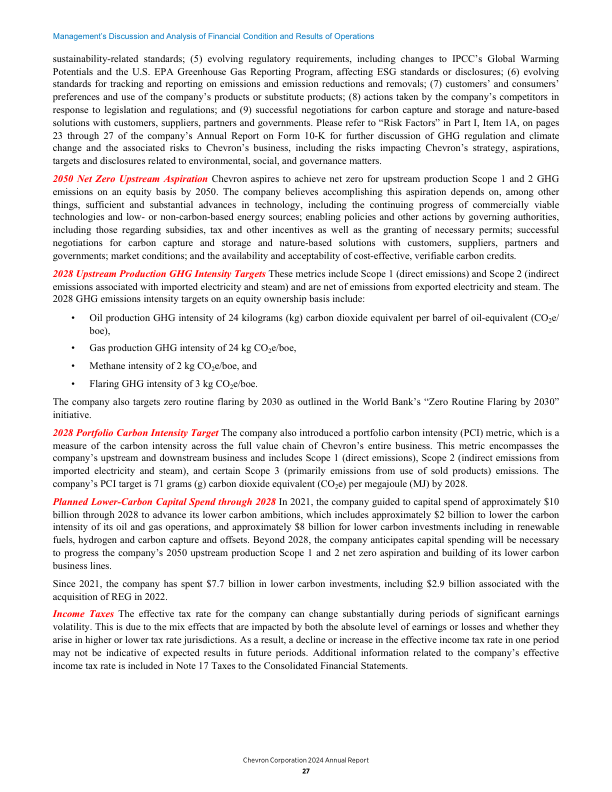 Management's Discussion and Analysis of Financial Condition and Results of Operations
sustainability-related standards; (5) evolving regulatory requirements, including changes to IPCC's Global Warming
Potentials and the U.S. EPA Greenhouse Gas Reporting Program, affecting ESG standards or disclosures; (6) evolving
standards for tracking and reporting on emissions and emission reductions and removals; (7) customers' and consumers'
preferences and use of the company's products or substitute products; (8) actions taken by the company's competitors in
response to legislation and regulations; and (9) successful negotiations for carbon capture and storage and nature-based
solutions with customers, suppliers, partners and governments. Please refer to "Risk Factors" in Part I, Item 1A, on pages
23 through 27 of the company's Annual Report on Form 10-K for further discussion of GHG regulation and climate
change and the associated risks to Chevron's business, including the risks impacting Chevron's strategy, aspirations,
targets and disclosures related to environmental, social, and governance matters.
2050 Net Zero Upstream Aspiration Chevron aspires to achieve net zero for upstream production Scope 1 and 2 GHG
emissions on an equity basis by 2050. The company believes accomplishing this aspiration depends on, among other
things, sufficient and substantial advances in technology, including the continuing progress of commercially viable
technologies and low- or non-carbon-based energy sources; enabling policies and other actions by governing authorities,
including those regarding subsidies, tax and other incentives as well as the granting of necessary permits; successful
negotiations for carbon capture and storage and nature-based solutions with customers, suppliers, partners and
governments; market conditions; and the availability and acceptability of cost-effective, verifiable carbon credits.
2028 Upstream Production GHG Intensity Targets These metrics include Scope 1 (direct emissions) and Scope 2 (indirect
emissions associated with imported electricity and steam) and are net of emissions from exported electricity and steam. The
2028 GHG emissions intensity targets on an equity ownership basis include:
• Oil production GHG intensity of 24 kilograms (kg) carbon dioxide equivalent per barrel of oil-equivalent (CO₂e/
boe),
• Gas production GHG intensity of 24 kg CO₂e/boe,
• Methane intensity of 2 kg CO₂e/boe, and
• Flaring GHG intensity of 3 kg CO₂e/boe.
The company also targets zero routine flaring by 2030 as outlined in the World Bank's "Zero Routine Flaring by 2030"
initiative.
2028 Portfolio Carbon Intensity Target The company also introduced a portfolio carbon intensity (PCI) metric, which is a
measure of the carbon intensity across the full value chain of Chevron's entire business. This metric encompasses the
company's upstream and downstream business and includes Scope 1 (direct emissions), Scope 2 (indirect emissions from
imported electricity and steam), and certain Scope 3 (primarily emissions from use of sold products) emissions. The
company's PCI target is 71 grams (g) carbon dioxide equivalent (CO₂e) per megajoule (MJ) by 2028.
Planned Lower-Carbon Capital Spend through 2028 In 2021, the company guided to capital spend of approximately $10
billion through 2028 to advance its lower carbon ambitions, which includes approximately $2 billion to lower the carbon
intensity of its oil and gas operations, and approximately $8 billion for lower carbon investments including in renewable
fuels, hydrogen and carbon capture and offsets. Beyond 2028, the company anticipates capital spending will be necessary
to progress the company's 2050 upstream production Scope 1 and 2 net zero aspiration and building of its lower carbon
business lines.
Since 2021, the company has spent $7.7 billion in lower carbon investments, including $2.9 billion associated with the
acquisition of REG in 2022.
Income Taxes The effective tax rate for the company can change substantially during periods of significant earnings
volatility. This is due to the mix effects that are impacted by both the absolute level of earnings or losses and whether they
arise in higher or lower tax rate jurisdictions. As a result, a decline or increase in the effective income tax rate in one period
may not be indicative of expected results in future periods. Additional information related to the company's effective
income tax rate is included in Note 17 Taxes to the Consolidated Financial Statements.
Chevron Corporation 2024 Annual Report
27